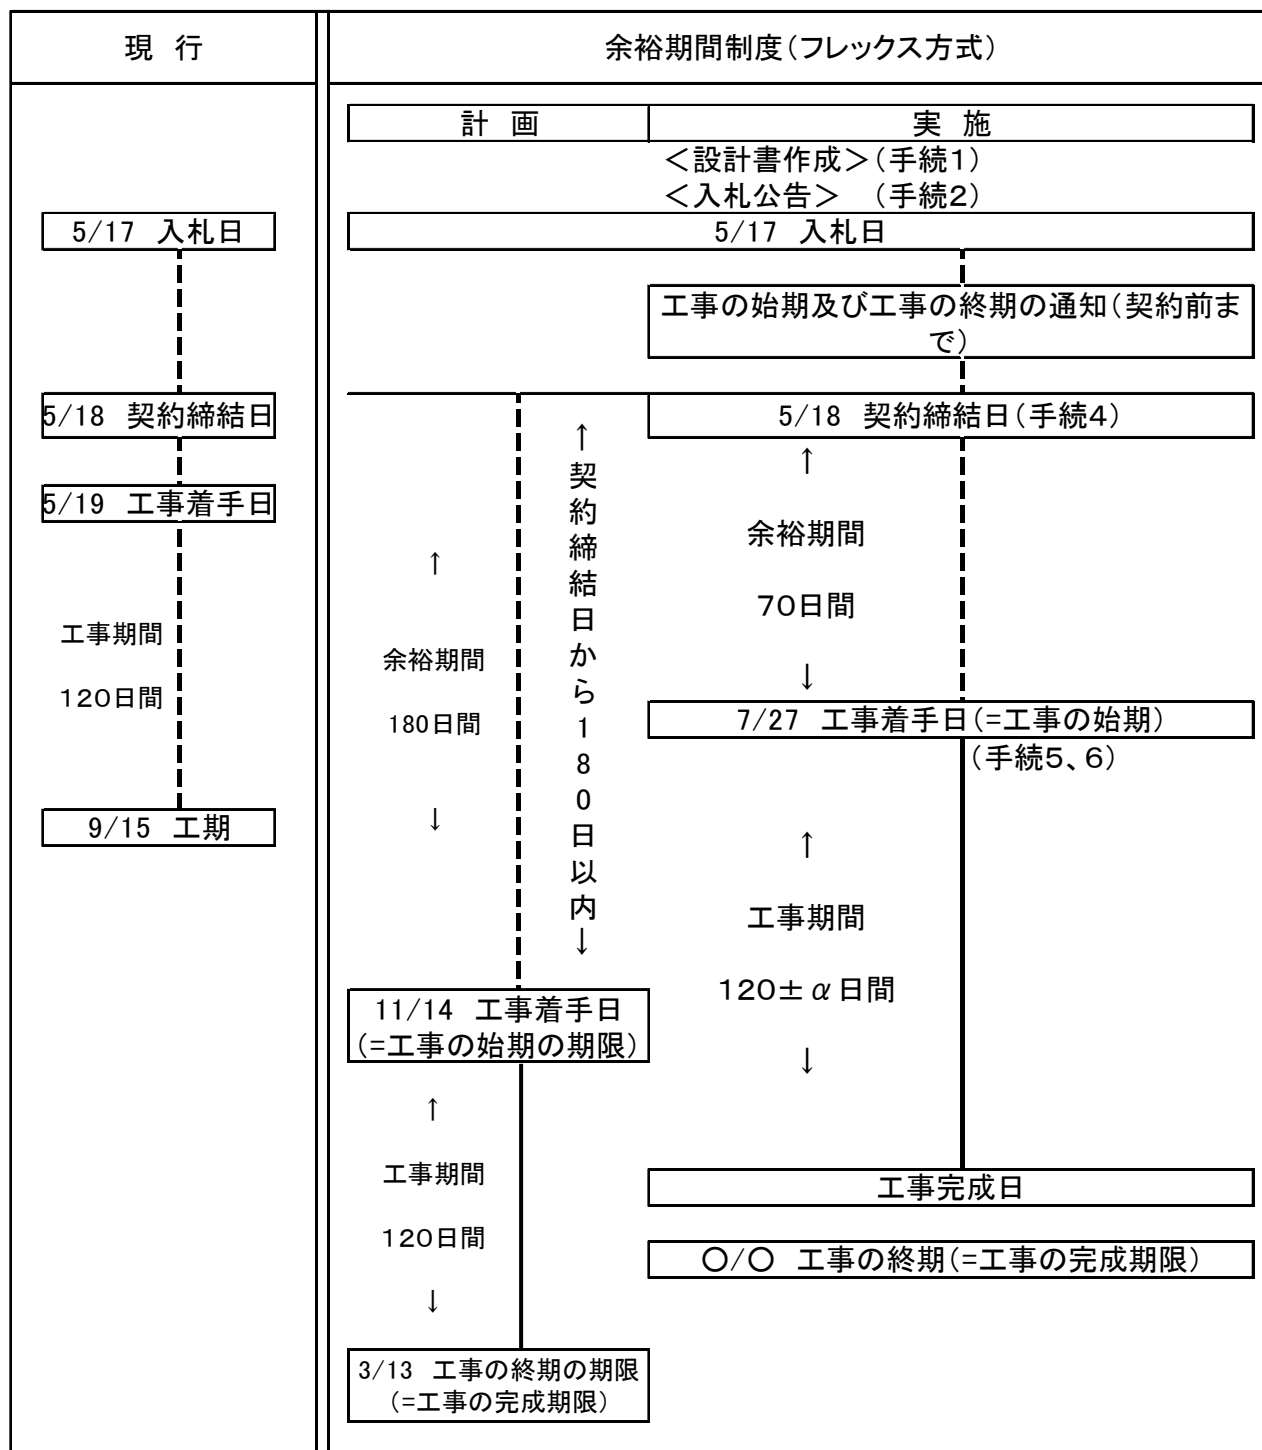 現　行
余裕期間制度（フレックス方式）
計　画
実　施
＜設計書作成＞（手続１）
＜入札公告＞　（手続２）
5/17　入札日
5/17　入札日
工事の始期及び工事の終期の通知（契約前ま
で）
5/18　契約締結日
5/18　契約締結日（手続４）
5/19　工事着手日
工事期間
１２０日間
9/15　工期
↑
余裕期間
180日間
↓
↑契約締結日から１８０日以内↓
↑
余裕期間
７０日間
↓
7/27　工事着手日（=工事の始期）
（手続５、６）
↑
工事期間
１２０±α日間
↓
11/14　工事着手日
（=工事の始期の期限）
↑
工事期間
１２０日間
↓
工事完成日
〇/〇　工事の終期（=工事の完成期限）
3/13　工事の終期の期限
（=工事の完成期限）